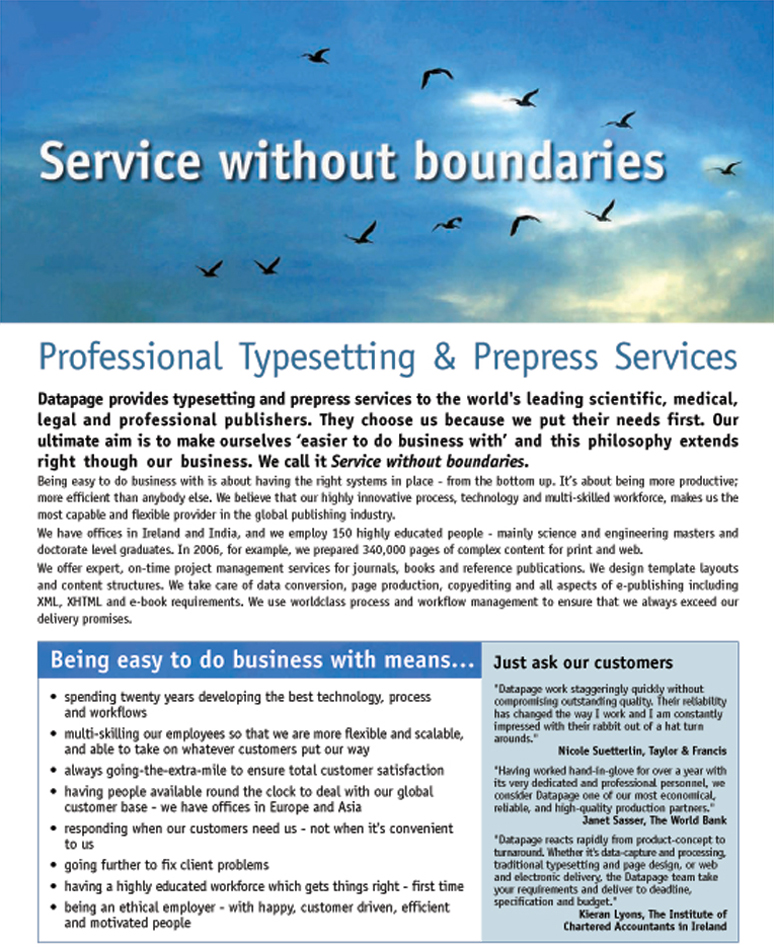 Service without boundaries
Professional Typesetting & Prepress Services
Datapage provides typesetting and prepress services to the world's leading scientific, medical,
legal and professional publishers. They choose us because we put their needs first. Our
ultimate aim is to make ourselves ‘easier to do business with’ and this philosophy extends
right though our business. We call it Service without boundaries.
Being easy to do business with is about having the right systems in place - from the bottom up. It’s about being more productive;
more efficient than anybody else. We believe that our highly innovative process, technology and multi-skilled workforce, makes us the
most capable and flexible provider in the global publishing industry.
We have offices in Ireland and India, and we employ 150 highly educated people - mainly science and engineering masters and
doctorate level graduates. In 2006, for example, we prepared 340,000 pages of complex content for print and web.
We offer expert, on-time project management services for journals, books and reference publications. We design template layouts
and content structures. We take care of data conversion, page production, copyediting and all aspects of e-publishing including
XML, XHTML and e-book requirements. We use worldclass process and workflow management to ensure that we always exceed our
delivery promises.
Being easy to do business with means...
• spending twenty years developing the best technology, process
and workflows
• multi-skilling our employees so that we are more flexible and scalable,
and able to take on whatever customers put our way
• always going-the-extra-mile to ensure total customer satisfaction
• having people available round the clock to deal with our global
customer base - we have offices in Europe and Asia
• responding when our customers need us - not when it's convenient
to us
• going further to fix client problems
• having a highly educated workforce which gets things right - first time
• being an ethical employer - with happy, customer driven, efficient
and motivated people
Just ask our customers
"Datapage work staggeringly quickly without
compromising outstanding quality. Their reliability
has changed the way I work and I am constantly
impressed with their rabbit out of a hat turn
arounds."
Nicole Suetterlin, Taylor & Francis
"Having worked hand-in-glove for over a year with
its very dedicated and professional personnel, we
consider Datapage one of our most economical,
reliable, and high-quality production partners."
Janet Sasser, The World Bank
"Datapage reacts rapidly from product-concept to
turnaround. Whether it's data-capture and processing,
traditional typesetting and page design, or web
and electronic delivery, the Datapage team take
your requirements and deliver to deadline,
specification and budget."
Kieran Lyons, The Institute of
Chartered Accountants in Ireland